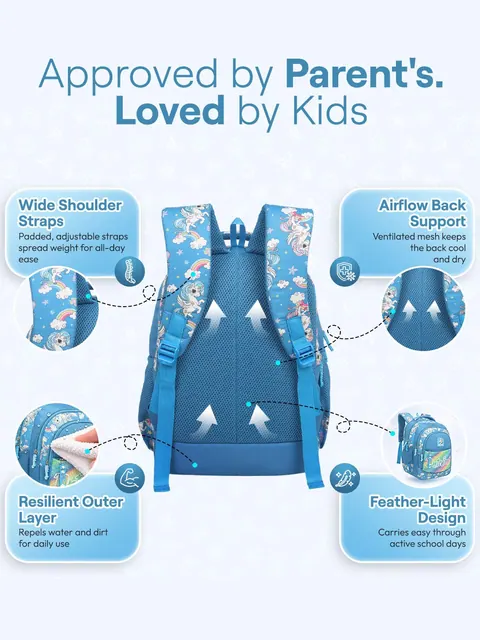 Approved by Parent's.
Loved by Kids
Wide Shoulder
Straps
Padded, adjustable straps
spread weight for all-day
ease
Airflow Back
Support
Ventilated mesh keeps
the back cool
and dry
Resilient Outer
Layer
Repels water and dirt
for daily use
Feather-Light
Design
Carries easy through
active school days